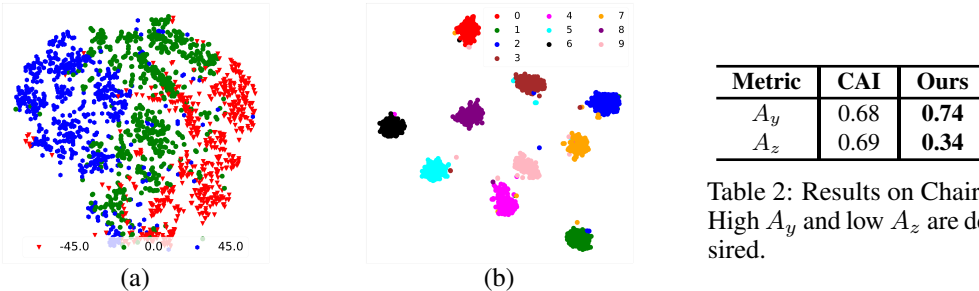 0 4 7
1 5 8
2 6 9
3
-45.0 0.0 45.0
(a)
(b)
Metric CAI Ours
A_y 0.68 0.74
A_z 0.69 0.34
Table 2: Results on Chair
High A_y and low A_z are de
sired.